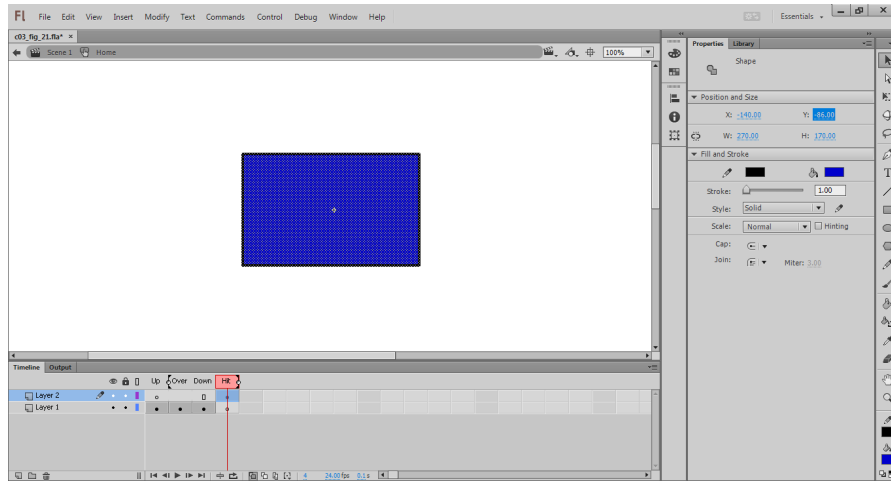 Fl File Edit View Insert Modify Text Commands Control Debug Window Help Essentials
c03_fig_21.fla* ×
Scene 1 Home 100%
Properties Library
Shape
Position and Size
X: -140.00 Y: -86.00
W: 270.00 H: 170.00
Fill and Stroke
Stroke: 1.00
Style: Solid
Scale: Normal Hinting
Cap:
Join: Miter: 3.00
Timeline Output
Up Over Down Hit
Layer 2
Layer 1
4 24.00 fps 0.1 s